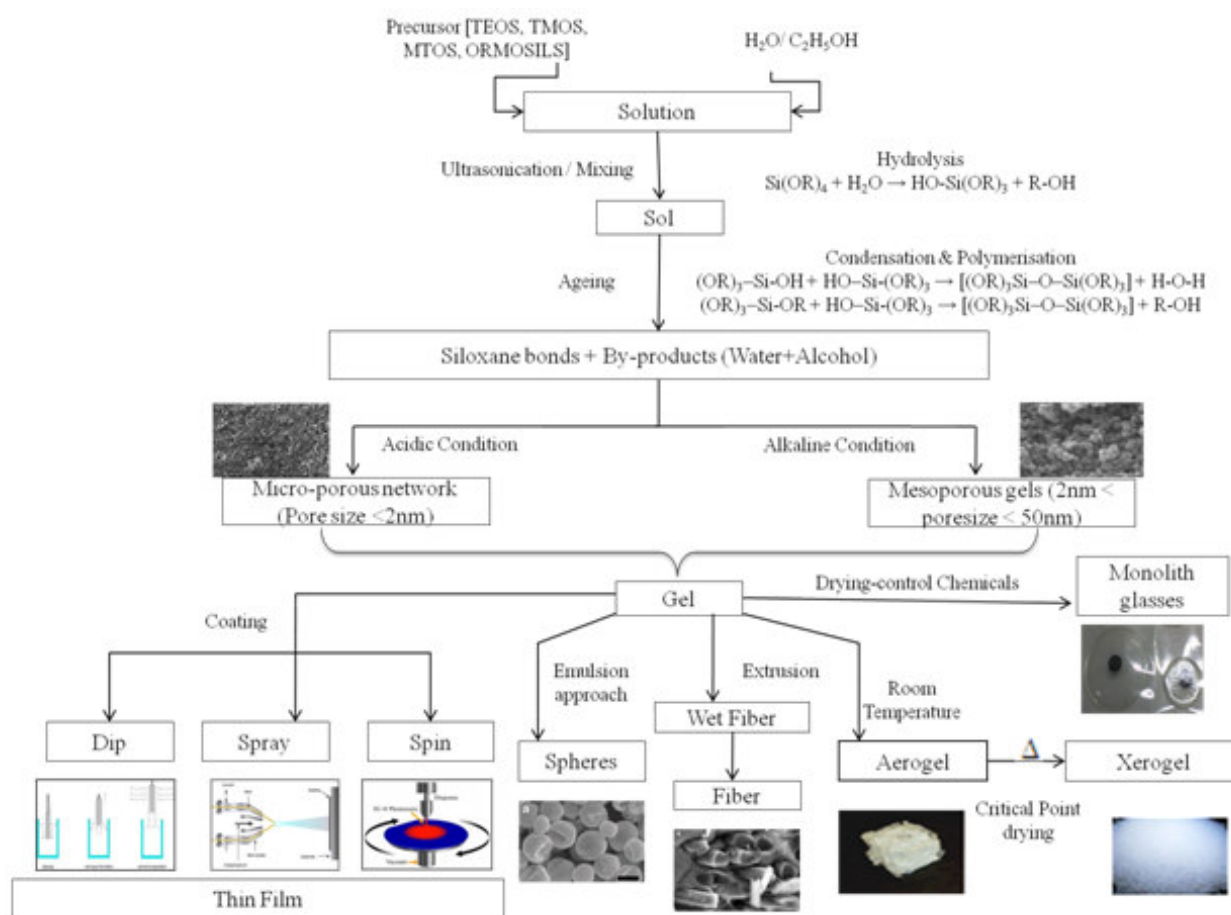 Precursor [TEOS, TMOS,
MTOS, ORMOSILS]
H₂O/ C₂H₅OH
Solution
Ultrasonication / Mixing
Hydrolysis
Si(OR)₄ + H₂O → HO-Si(OR)₃ + R-OH
Sol
Ageing
Condensation & Polymerisation
(OR)₃–Si-OH + HO–Si-(OR)₃ → [(OR)₃Si–O–Si(OR)₃] + H-O-H
(OR)₃–Si-OR + HO–Si-(OR)₃ → [(OR)₃Si–O–Si(OR)₃] + R-OH
Siloxane bonds + By-products (Water+Alcohol)
Acidic Condition
Alkaline Condition
Micro-porous network
(Pore size <2nm)
Mesoporous gels (2nm <
poresize < 50nm)
Gel
Drying-control Chemicals
Monolith
glasses
Coating
Emulsion
approach
Extrusion
Room
Temperature
Dip
Spray
Spin
Spheres
Wet Fiber
Fiber
Aerogel
Δ
Xerogel
Critical Point
drying
Thin Film